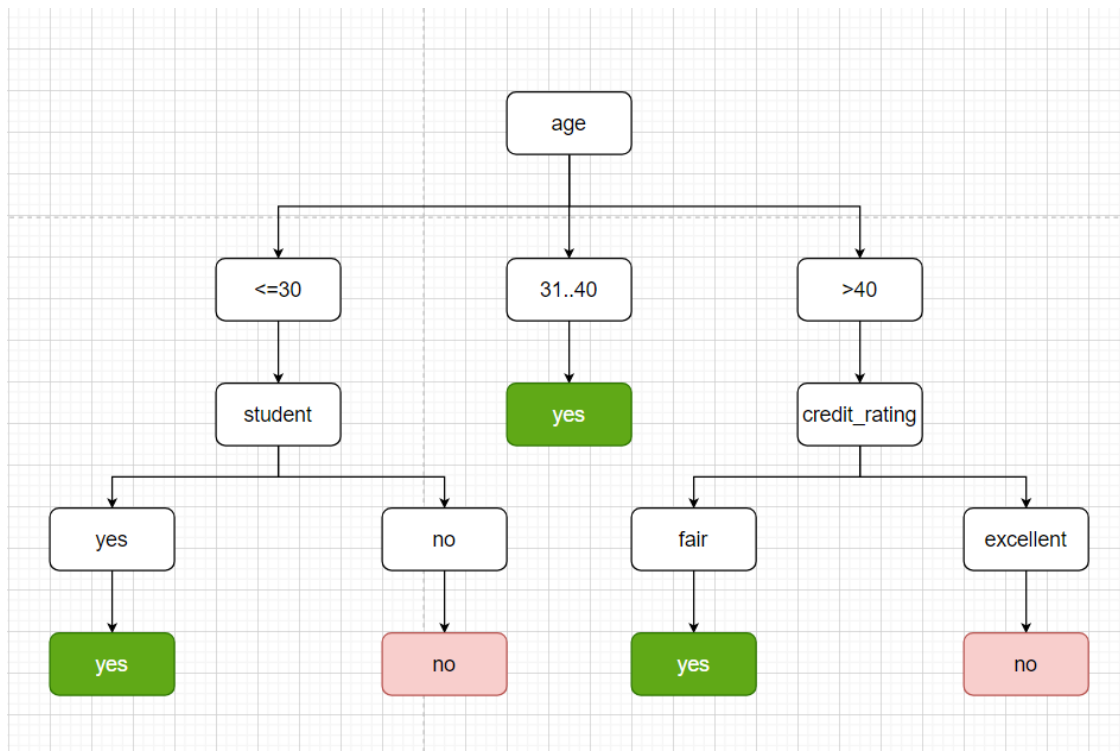 age
<=30
31..40
>40
student
yes
credit_rating
yes
no
fair
excellent
yes
no
yes
no